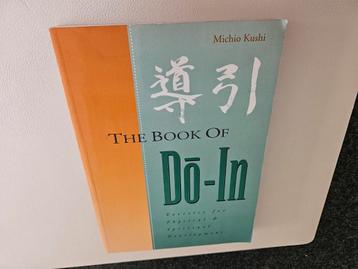 Michio Kushi
導引
THE BOOK OF
Dō-In
Exercise for
Physical &
Spiritual
Development